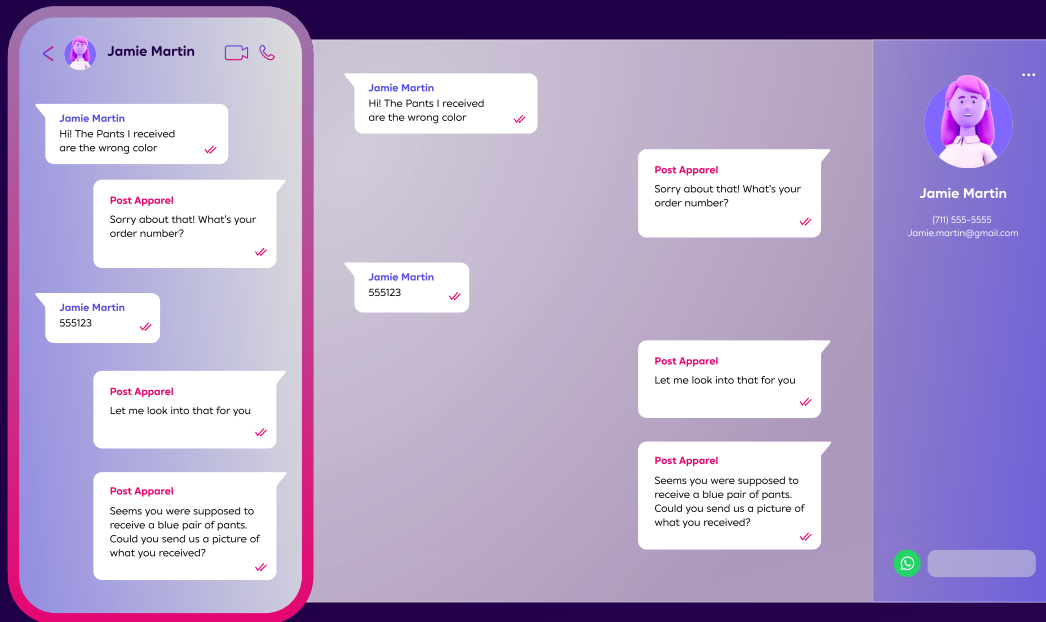 Jamie Martin
Jamie Martin
Hi! The Pants I received
are the wrong color
Post Apparel
Sorry about that! What's your
order number?
Jamie Martin
555123
Post Apparel
Let me look into that for you
Post Apparel
Seems you were supposed to
receive a blue pair of pants.
Could you send us a picture of
what you received?
Jamie Martin
Hi! The Pants I received
are the wrong color
Post Apparel
Sorry about that! What's your
order number?
Jamie Martin
555123
Post Apparel
Let me look into that for you
Post Apparel
Seems you were supposed to
receive a blue pair of pants.
Could you send us a picture of
what you received?
Jamie Martin
(711) 555-5555
Jamie.martin@gmail.com